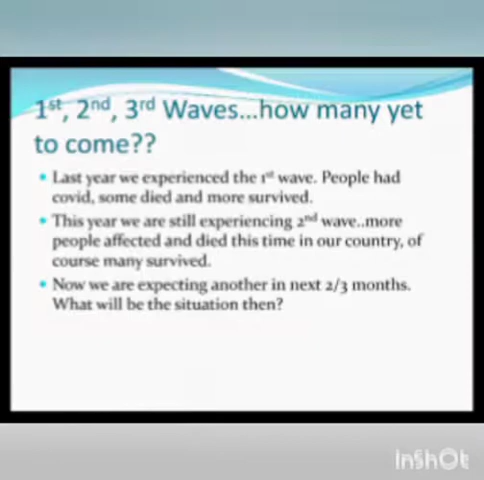 1st, 2nd, 3rd Waves...how many yet
to come??
• Last year we experienced the 1st wave. People had
covid, some died and more survived.
• This year we are still experiencing 2nd wave..more
people affected and died this time in our country, of
course many survived.
• Now we are expecting another in next 2/3 months.
What will be the situation then?
InShOt